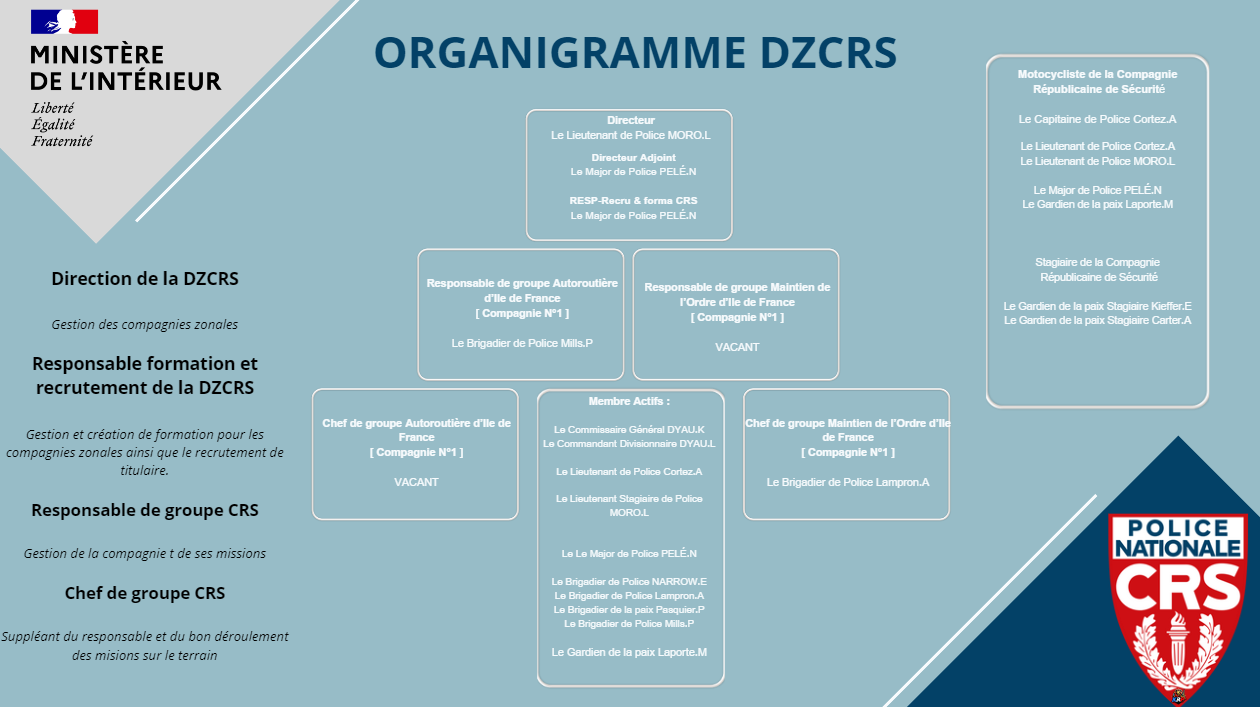 MINISTÈRE
DE L'INTÉRIEUR
Liberté
Égalité
Fraternité
ORGANIGRAMME DZCRS
Directeur
Le Lieutenant de Police MORO.L
Directeur Adjoint
Le Major de Police PELÉ.N
RESP-Recru & forma CRS
Le Major de Police PELÉ.N
Motocycliste de la Compagnie
Républicaine de Sécurité
Le Capitaine de Police Cortez.A
Le Lieutenant de Police Cortez.A
Le Lieutenant de Police MORO.L
Le Major de Police PELÉ.N
Le Gardien de la paix Laporte.M
Stagiaire de la Compagnie
Républicaine de Sécurité
Le Gardien de la paix Stagiaire Kieffer.E
Le Gardien de la paix Stagiaire Carter.A
Direction de la DZCRS
Gestion des compagnies zonales
Responsable formation et
recrutement de la DZCRS
Gestion et création de formation pour les
compagnies zonales ainsi que le recrutement de
titulaire.
Responsable de groupe CRS
Gestion de la compagnie t de ses missions
Chef de groupe CRS
Suppléant du responsable et du bon déroulement
des misions sur le terrain
Responsable de groupe Autoroutière
d'Ile de France
[ Compagnie N°1 ]
Le Brigadier de Police Mills.P
Responsable de groupe Maintien de
l'Ordre d'Ile de France
[ Compagnie N°1 ]
VACANT
Chef de groupe Autoroutière d'Ile de
France
[ Compagnie N°1 ]
VACANT
Membre Actifs :
Le Commissaire Général DYAU.K
Le Commandant Divisionnaire DYAU.L
Le Lieutenant de Police Cortez.A
Le Lieutenant Stagiaire de Police
MORO.L
Le Le Major de Police PELÉ.N
Le Brigadier de Police NARROW.E
Le Brigadier de Police Lampron.A
Le Brigadier de la paix Pasquier.P
Le Brigadier de Police Mills.P
Le Gardien de la paix Laporte.M
Chef de groupe Maintien de l'Ordre d'Ile
de France
[ Compagnie N°1 ]
Le Brigadier de Police Lampron.A
POLICE
NATIONALE
CRS